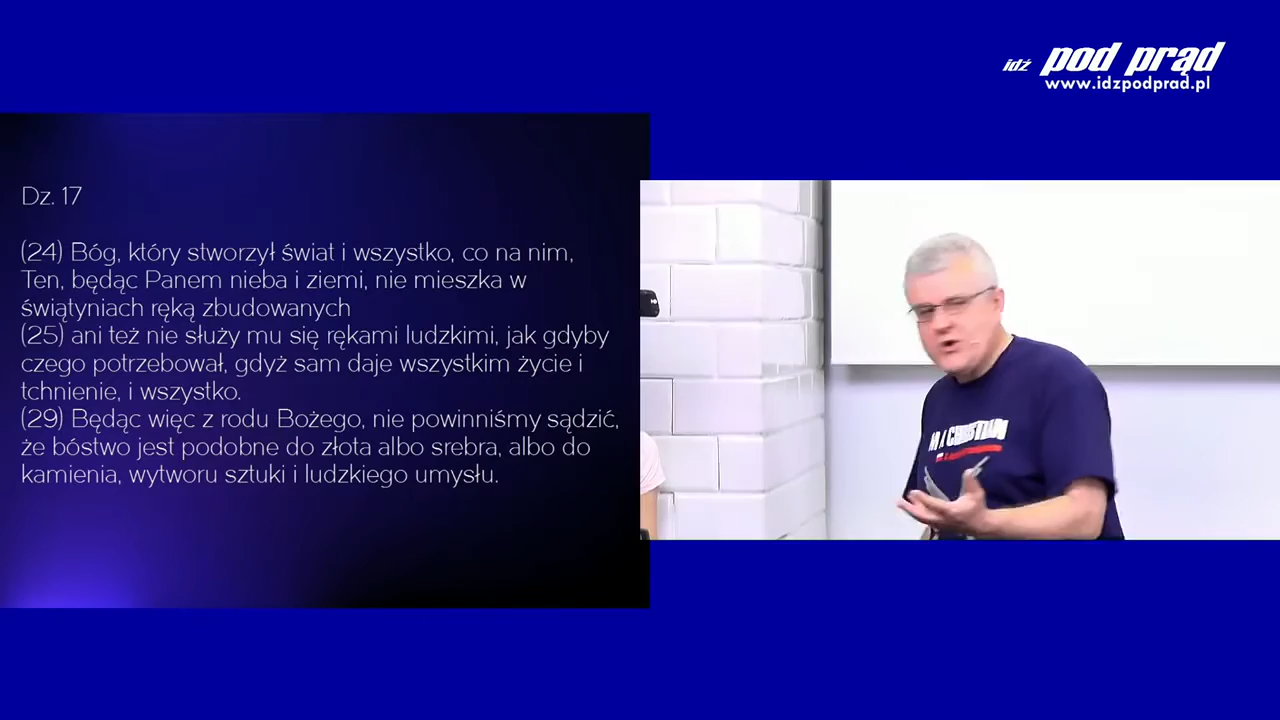 idź pod prąd
www.idzpodprad.pl
Dz. 17
(24) Bóg, który stworzył świat i wszystko, co na nim,
Ten, będąc Panem nieba i ziemi, nie mieszka w
świątyniach ręką zbudowanych
(25) ani też nie służy mu się rękami ludzkimi, jak gdyby
czego potrzebował, gdyż sam daje wszystkim życie i
tchnienie, i wszystko.
(29) Będąc więc z rodu Bożego, nie powinniśmy sądzić,
że bóstwo jest podobne do złota albo srebra, albo do
kamienia, wytworu sztuki i ludzkiego umysłu.
CHRISTIAN